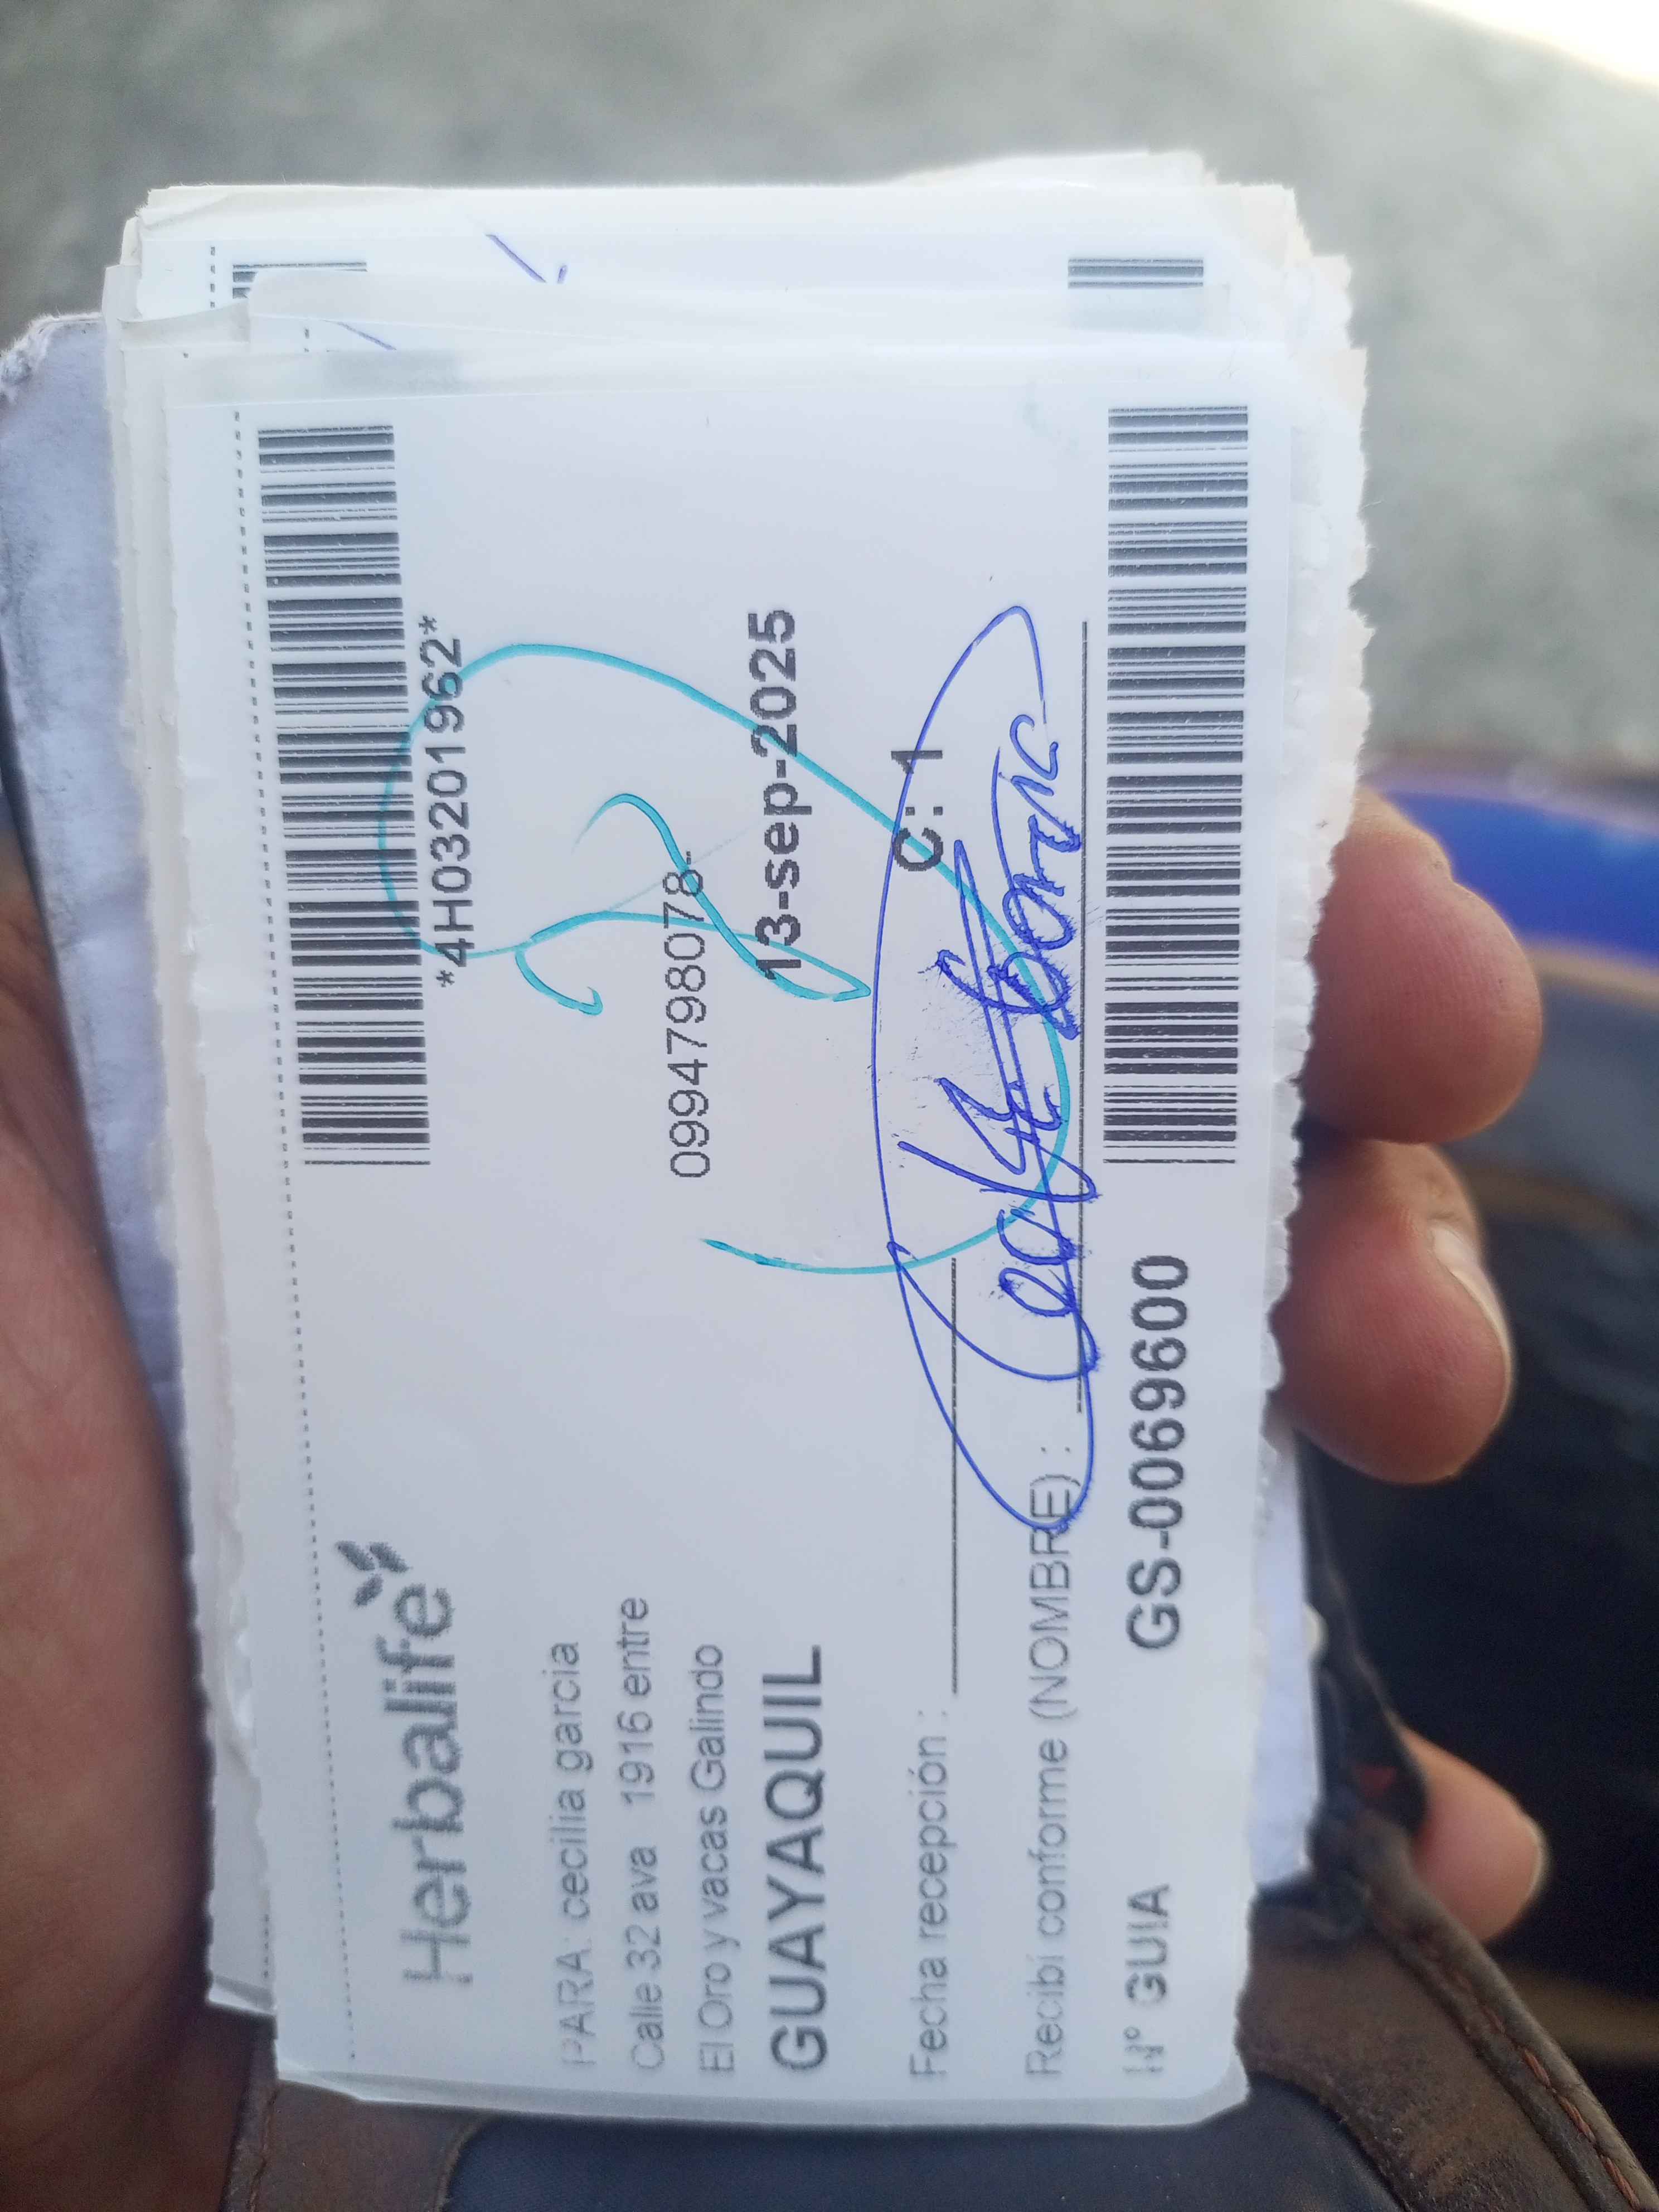 Herbalife
*4H03201962*
PARA: cecilia garcia
Calle 32 ava 1916 entre
El Oro y vacas Galindo
0994798078-
GUAYAQUIL
13-sep-2025
Fecha recepción :
C: 1
Recibí conforme (NOMBRE) :
Nº GUIA
GS-0069600